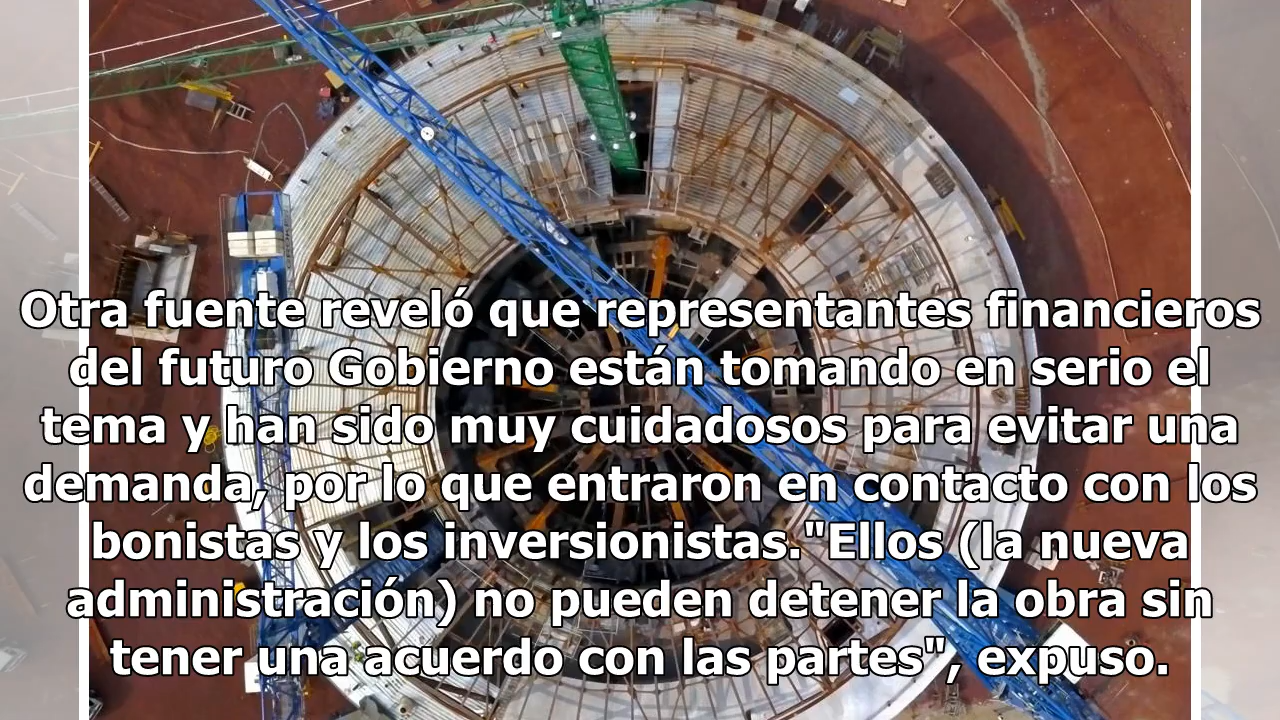 Otra fuente reveló que representantes financieros
del futuro Gobierno están tomando en serio el
tema y han sido muy cuidadosos para evitar una
demanda, por lo que entraron en contacto con los
bonistas y los inversionistas."Ellos (la nueva
administración) no pueden detener la obra sin
tener una acuerdo con las partes", expuso.